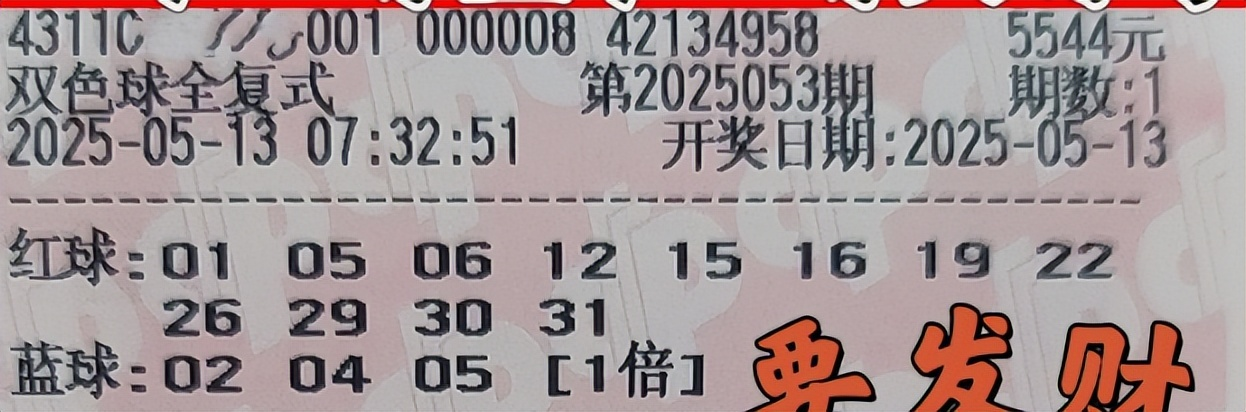 4311C 001 000008 42134958 5544元
双色球全复式 第2025053期 期数:1
2025-05-13 07:32:51 开奖日期:2025-05-13
红球:01 05 06 12 15 16 19 22
26 29 30 31
蓝球:02 04 05 [1倍]
要发财